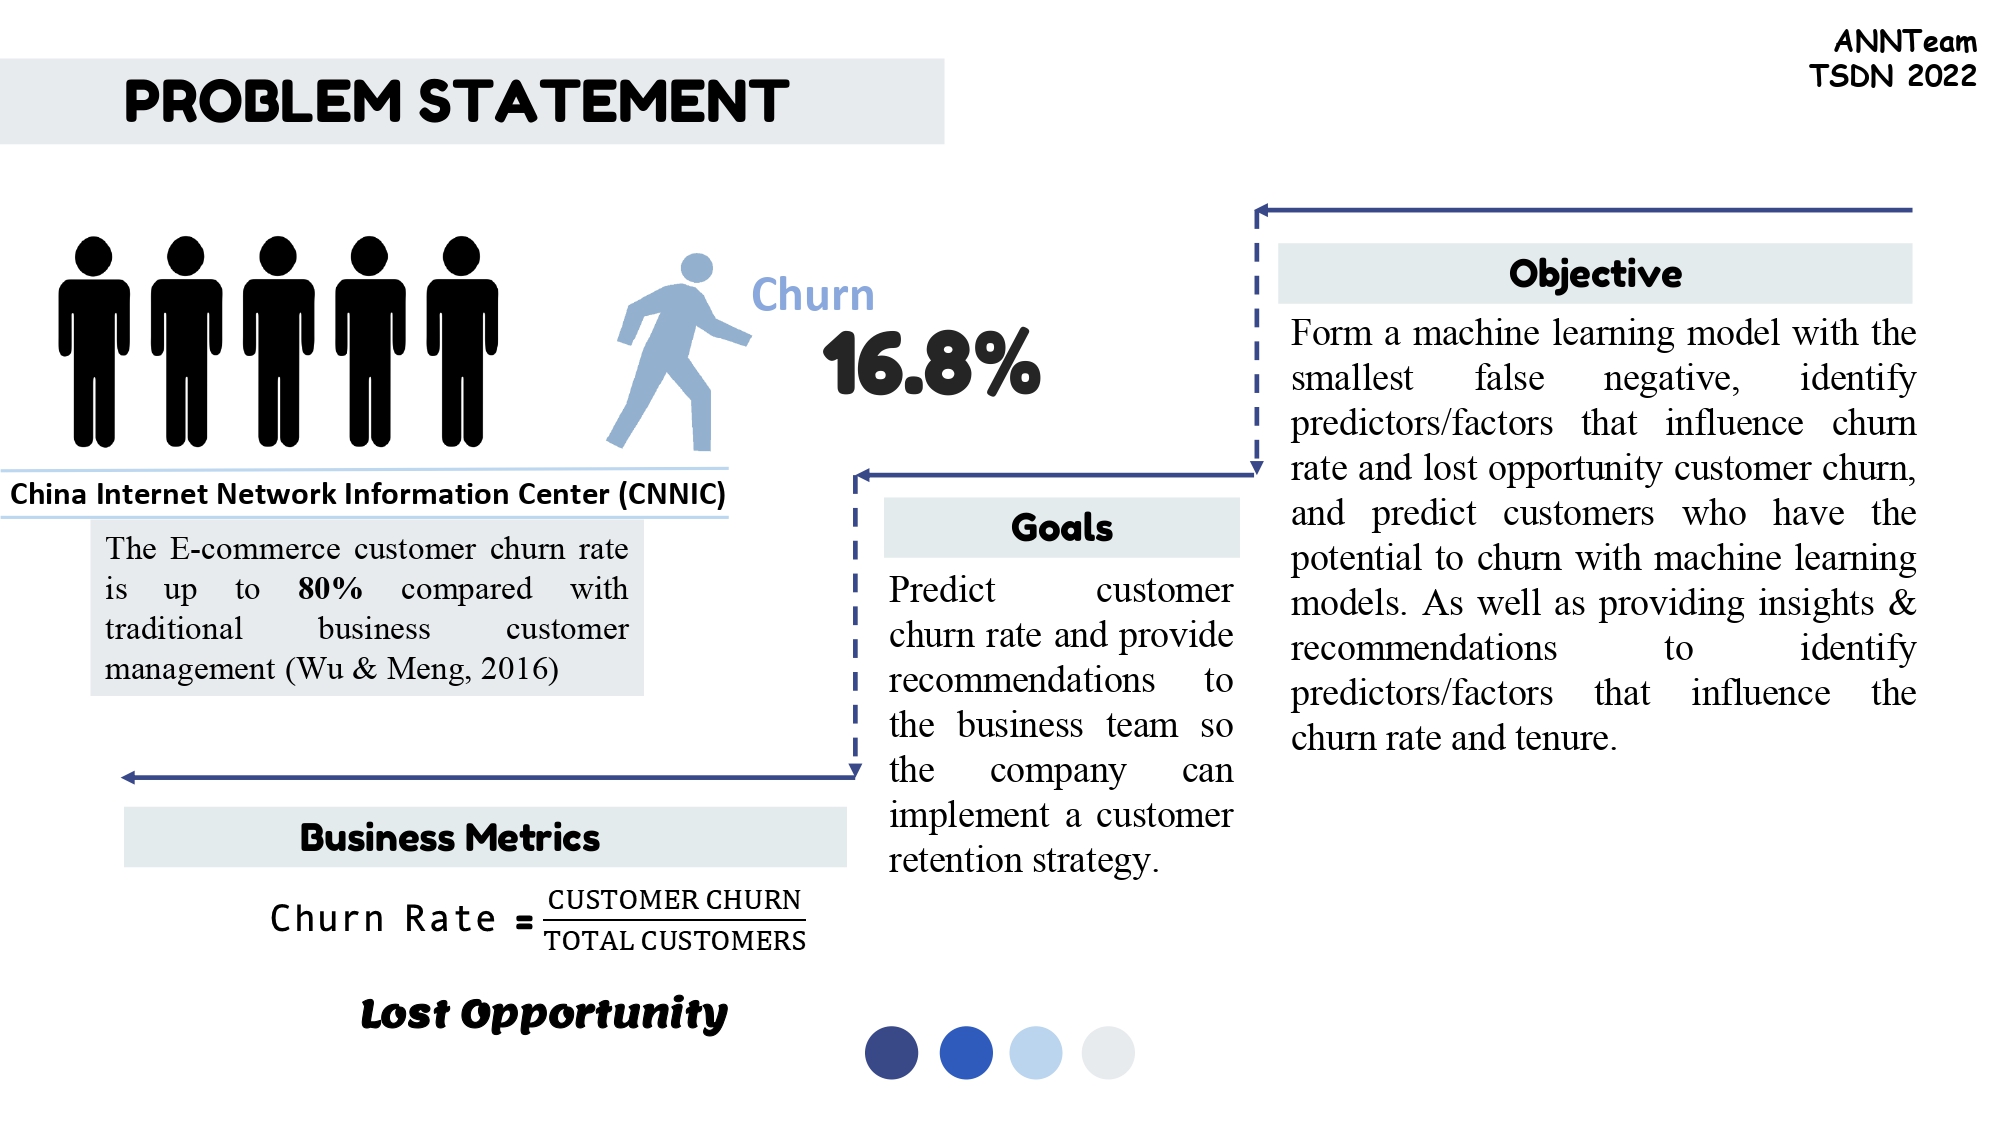 ANNTeam
TSDN 2022
PROBLEM STATEMENT
Churn
16.8%
China Internet Network Information Center (CNNIC)
The E-commerce customer churn rate
is up to 80% compared with
traditional business customer
management (Wu & Meng, 2016)
Objective
Form a machine learning model with the
smallest false negative, identify
predictors/factors that influence churn
rate and lost opportunity customer churn,
and predict customers who have the
potential to churn with machine learning
models. As well as providing insights &
recommendations to identify
predictors/factors that influence the
churn rate and tenure.
Goals
Predict customer
churn rate and provide
recommendations to
the business team so
the company can
implement a customer
retention strategy.
Business Metrics
Churn Rate = CUSTOMER CHURN
TOTAL CUSTOMERS
Lost Opportunity